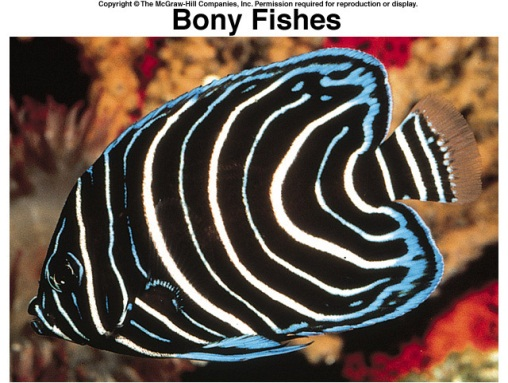 Copyright © The McGraw-Hill Companies, Inc. Permission required for reproduction or display.
Bony Fishes